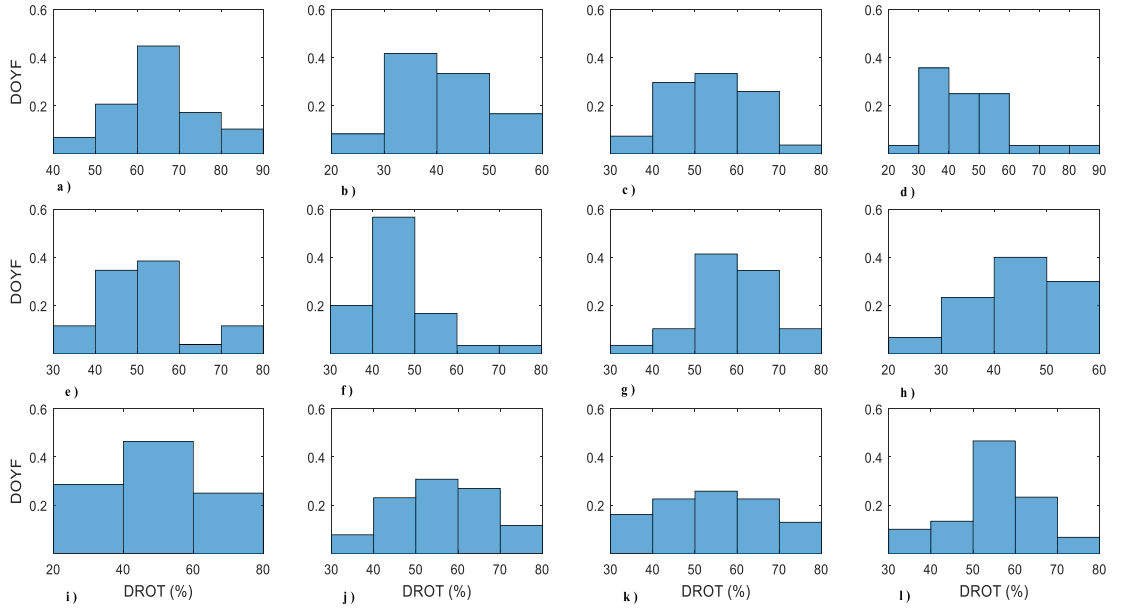 0.6 0.6 0.6 0.6
0.4 0.4 0.4 0.4
DOYF
0.2 0.2 0.2 0.2
40 50 60 70 80 90 20 30 40 50 60 30 40 50 60 70 80 20 30 40 50 60 70 80 90
a ) b ) c ) d )
0.6 0.6 0.6 0.6
0.4 0.4 0.4 0.4
DOYF
0.2 0.2 0.2 0.2
30 40 50 60 70 80 30 40 50 60 70 80 30 40 50 60 70 80 20 30 40 50 60
e ) f ) g ) h )
0.6 0.6 0.6 0.6
0.4 0.4 0.4 0.4
DOYF
0.2 0.2 0.2 0.2
20 40 60 80 30 40 50 60 70 80 30 40 50 60 70 80 30 40 50 60 70 80
DROT (%) DROT (%) DROT (%) DROT (%)
i ) j ) k ) l )